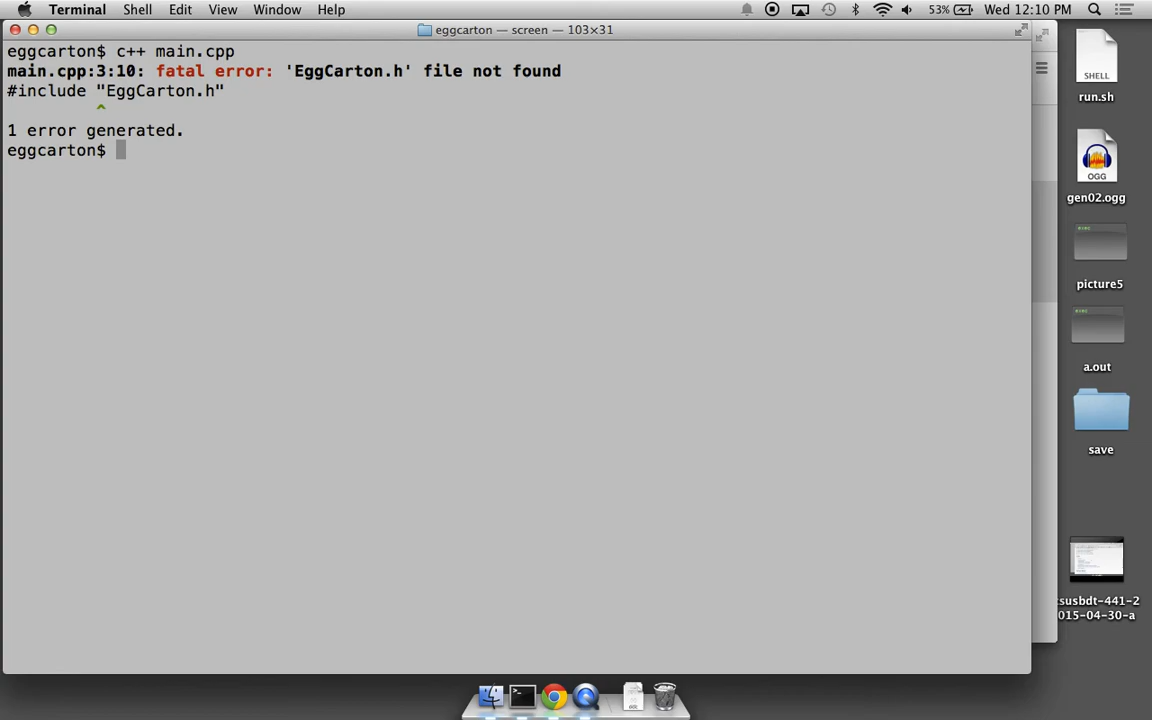 Terminal Shell Edit View Window Help 53% Wed 12:10 PM
eggcarton — screen — 103×31
eggcarton$ c++ main.cpp
main.cpp:3:10: fatal error: 'EggCarton.h' file not found
#include "EggCarton.h"
^
1 error generated.
eggcarton$
SHELL
run.sh
OGG
gen02.ogg
picture5
a.out
save
susbdt-441-2
015-04-30-a